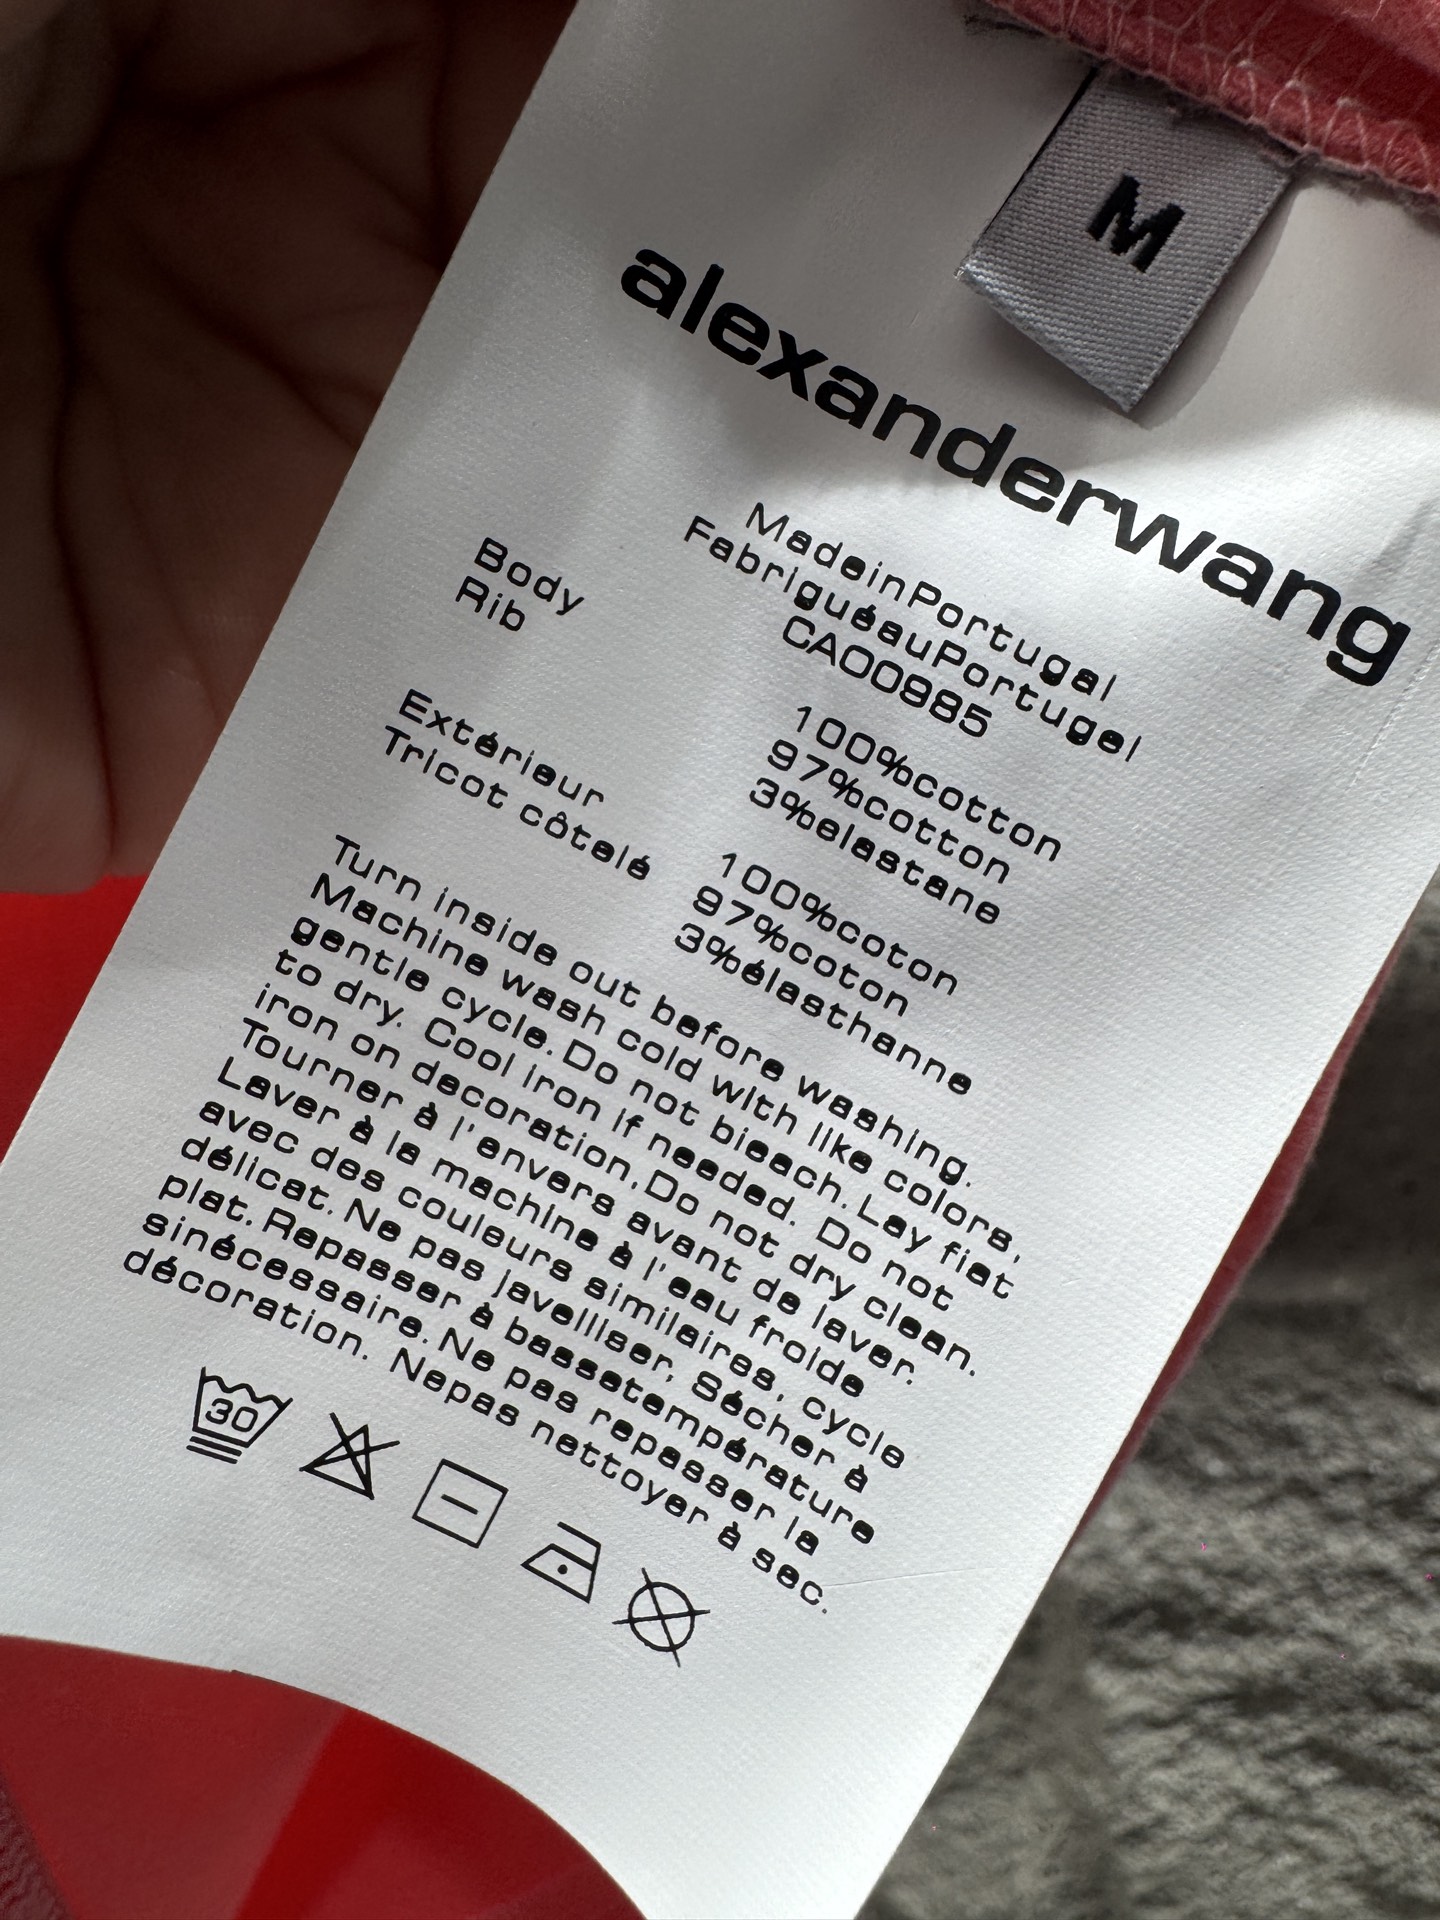 M
alexanderwang
MadeinPortugal
FabriguéauPortugel
CA00985
Body 100%cotton
Rib 97%cotton
3%elastane
Extérieur 100%coton
Tricot côtelé 97%coton
3%élasthanne
Turn inside out before washing.
Machine wash cold with like colors,
gentle cycle. Do not bleach. Lay fiat
to dry. Cool iron if needed. Do not
iron on decoration. Do not dry clean.
Tourner à l'envers avant de laver.
Laver à la machine à l'eau froide
avec des couleurs similaires, cycle
délicat. Ne pas javelllser, Sécher à
plat. Repasser à bassetempérature
sinécessaire. Ne pas repasser la
décoration. Nepas nettoyer à sec.
30